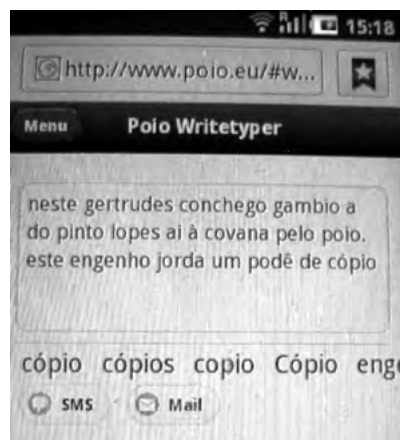 15:18
http://www.poio.eu/#w...
Menu Poio Writetyper
neste gertrudes conchego gambio a
do pinto lopes ai à covana pelo poio.
este engenho jorda um podê de cópio
cópio cópios copio Cópio enge
SMS Mail